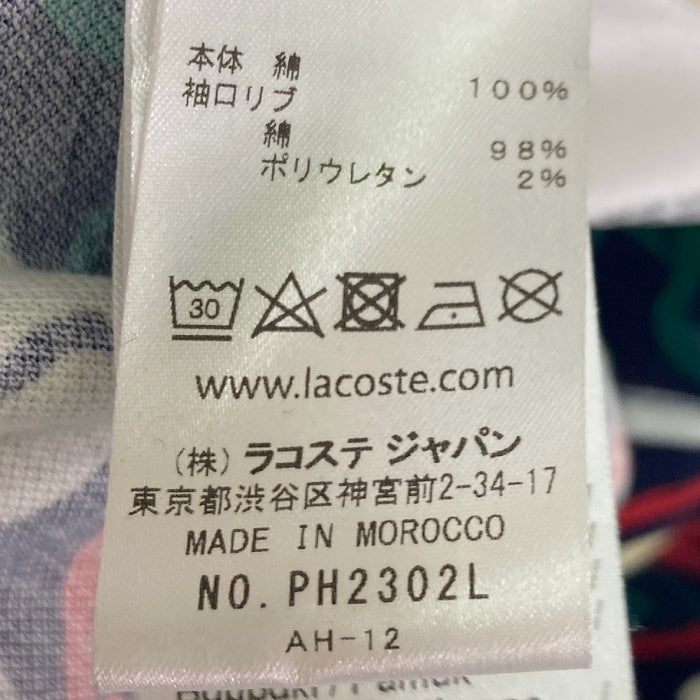 本体 綿
袖口リブ 100%
綿 98%
ポリウレタン 2%
30
www.lacoste.com
(株) ラコステ ジャパン
東京都渋谷区神宮前2-34-17
MADE IN MOROCCO
NO. PH2302L
AH-12